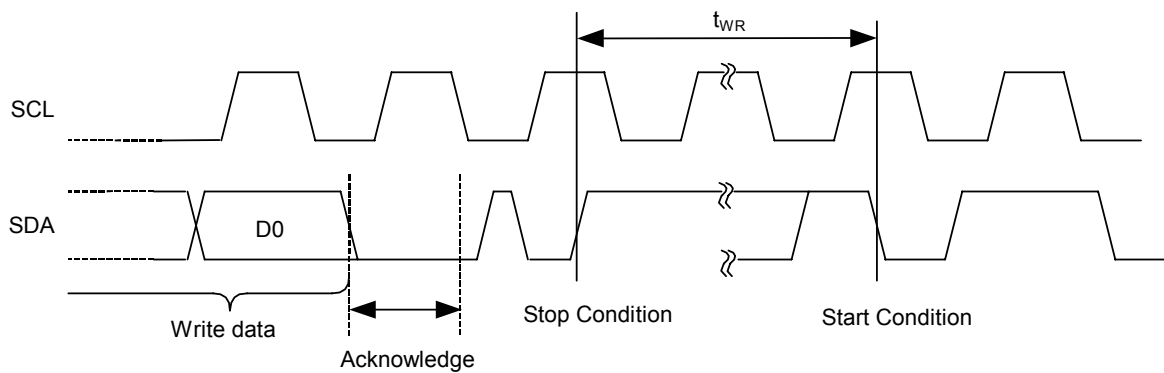 tWR
SCL
SDA
D0
Write data
Acknowledge
Stop Condition
Start Condition